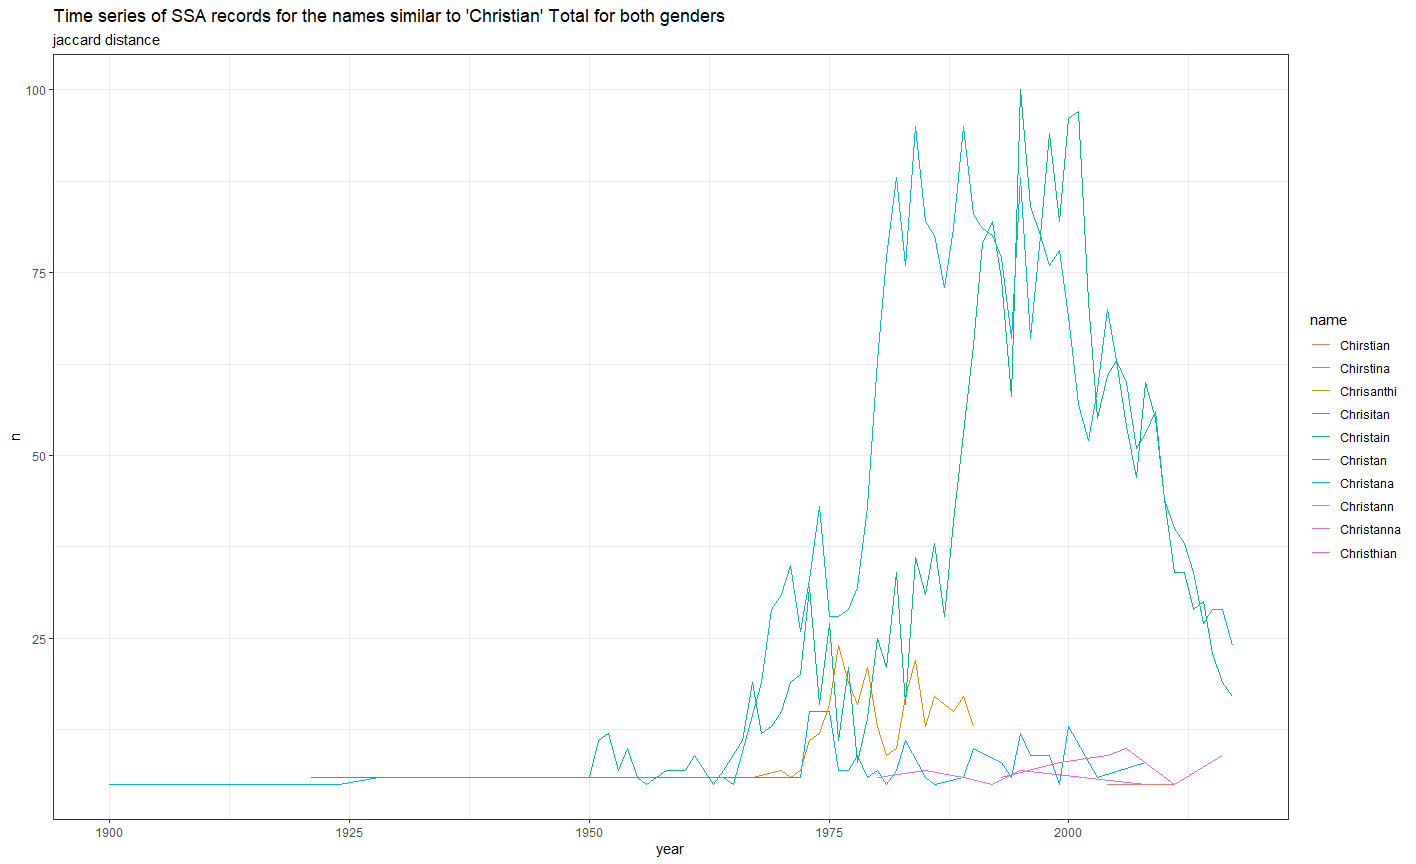 Time series of SSA records for the names similar to 'Christian' Total for both genders
jaccard distance
100
75
50
25
n
1900
1925
1950
1975
2000
year
name
Chirstian
Chirstina
Chrisanthi
Chrisitan
Christain
Christan
Christana
Christann
Christanna
Christhian